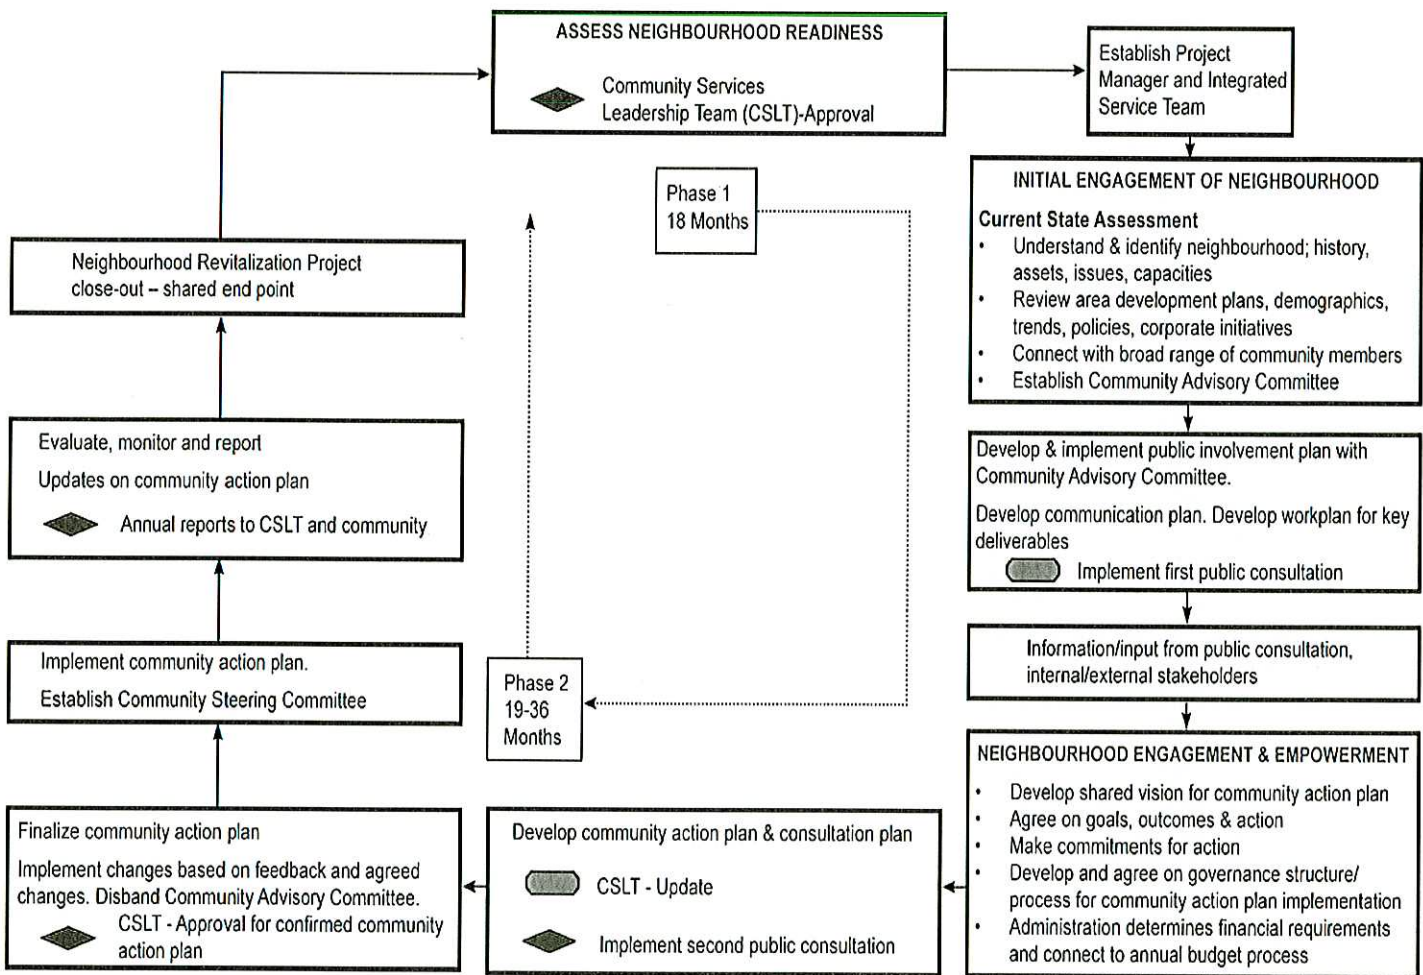 ASSESS NEIGHBOURHOOD READINESS
Community Services
Leadership Team (CSLT)-Approval
Establish Project
Manager and Integrated
Service Team
INITIAL ENGAGEMENT OF NEIGHBOURHOOD
Current State Assessment
• Understand & identify neighbourhood; history,
assets, issues, capacities
• Review area development plans, demographics,
trends, policies, corporate initiatives
• Connect with broad range of community members
• Establish Community Advisory Committee
Develop & implement public involvement plan with
Community Advisory Committee.
Develop communication plan. Develop workplan for key
deliverables
Implement first public consultation
Information/input from public consultation,
internal/external stakeholders
NEIGHBOURHOOD ENGAGEMENT & EMPOWERMENT
• Develop shared vision for community action plan
• Agree on goals, outcomes & action
• Make commitments for action
• Develop and agree on governance structure/
process for community action plan implementation
• Administration determines financial requirements
and connect to annual budget process
Develop community action plan & consultation plan
CSLT - Update
Implement second public consultation
Finalize community action plan
Implement changes based on feedback and agreed
changes. Disband Community Advisory Committee.
CSLT - Approval for confirmed community
action plan
Implement community action plan.
Establish Community Steering Committee
Evaluate, monitor and report
Updates on community action plan
Annual reports to CSLT and community
Neighbourhood Revitalization Project
close-out – shared end point
Phase 1
18 Months
Phase 2
19-36
Months